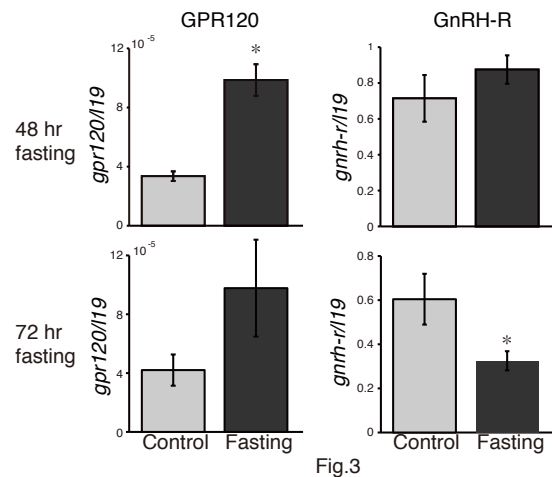 GPR120
GnRH-R
48 hr
fasting
gpr120/l19
10 -5
12
8
4
0
*
gnrh-r/l19
1
0.8
0.6
0.4
0.2
0
72 hr
fasting
gpr120/l19
10 -5
12
8
4
0
Control Fasting
gnrh-r/l19
0.8
0.6
0.4
0.2
0
*
Control Fasting
Fig.3